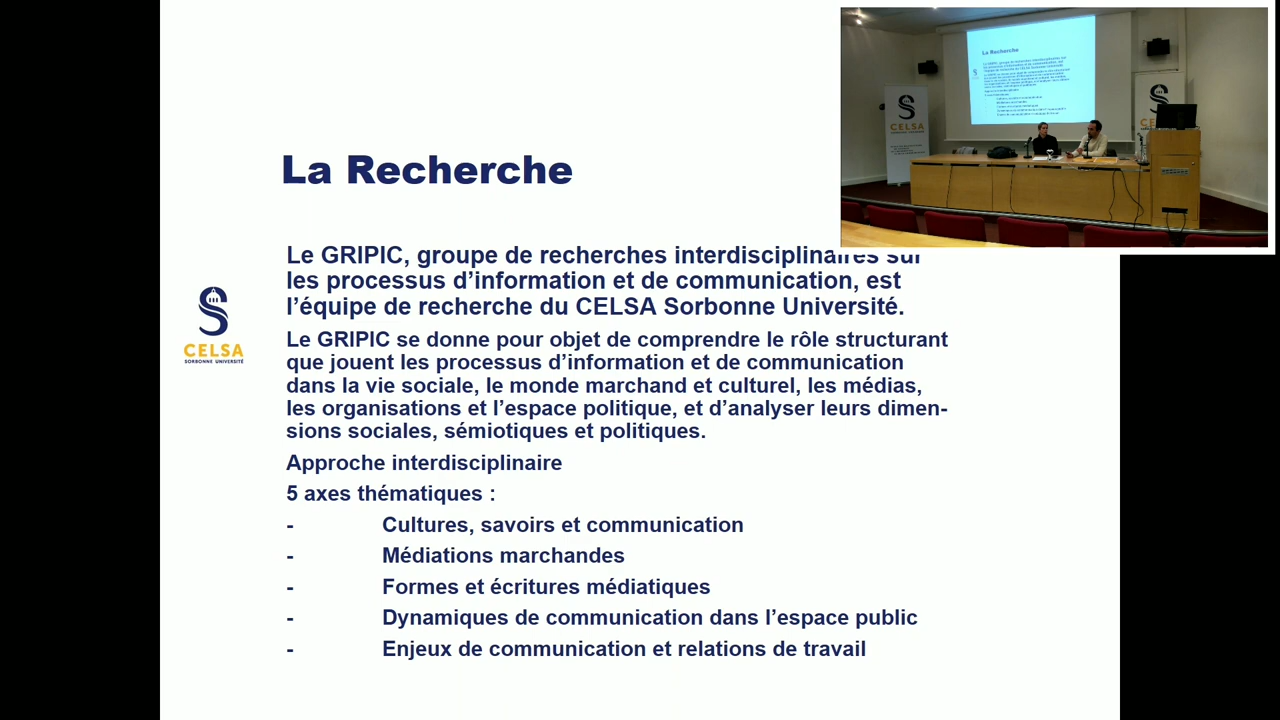 La Recherche
Le GRIPIC, groupe de recherches interdisciplinaires sur
les processus d’information et de communication, est
l’équipe de recherche du CELSA Sorbonne Université.
Le GRIPIC se donne pour objet de comprendre le rôle structurant
que jouent les processus d’information et de communication
dans la vie sociale, le monde marchand et culturel, les médias,
les organisations et l’espace politique, et d’analyser leurs dimen-
sions sociales, sémiotiques et politiques.
Approche interdisciplinaire
5 axes thématiques :
- Cultures, savoirs et communication
- Médiations marchandes
- Formes et écritures médiatiques
- Dynamiques de communication dans l’espace public
- Enjeux de communication et relations de travail
CELSA
SORBONNE UNIVERSITÉ
La Recherche
CELSA
CELSA